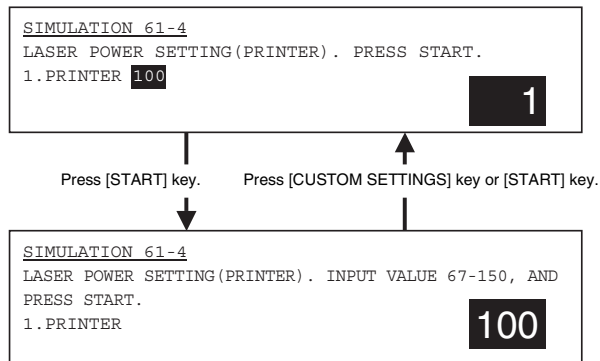 SIMULATION 61-4
LASER POWER SETTING(PRINTER). PRESS START.
1.PRINTER 100
1
Press [START] key.
Press [CUSTOM SETTINGS] key or [START] key.
SIMULATION 61-4
LASER POWER SETTING(PRINTER). INPUT VALUE 67-150, AND
PRESS START.
1.PRINTER
100